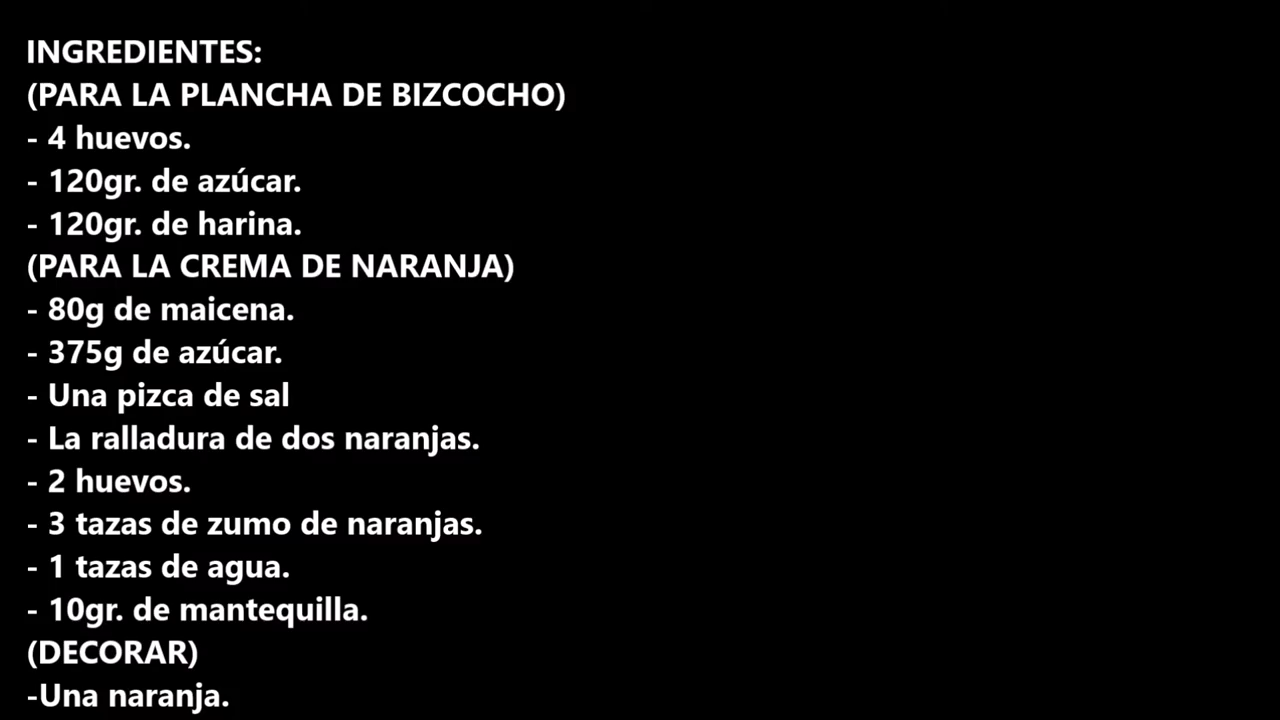 INGREDIENTES:
(PARA LA PLANCHA DE BIZCOCHO)
- 4 huevos.
- 120gr. de azúcar.
- 120gr. de harina.
(PARA LA CREMA DE NARANJA)
- 80g de maicena.
- 375g de azúcar.
- Una pizca de sal
- La ralladura de dos naranjas.
- 2 huevos.
- 3 tazas de zumo de naranjas.
- 1 tazas de agua.
- 10gr. de mantequilla.
(DECORAR)
-Una naranja.